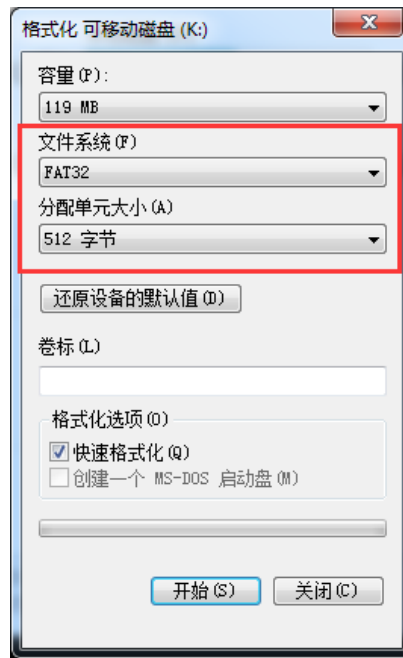 格式化 可移动磁盘 (K:)
容量(P):
119 MB
文件系统(F)
FAT32
分配单元大小(A)
512 字节
还原设备的默认值(D)
卷标(L)
格式化选项(O)
快速格式化(Q)
创建一个 MS-DOS 启动盘(M)
开始(S)
关闭(C)